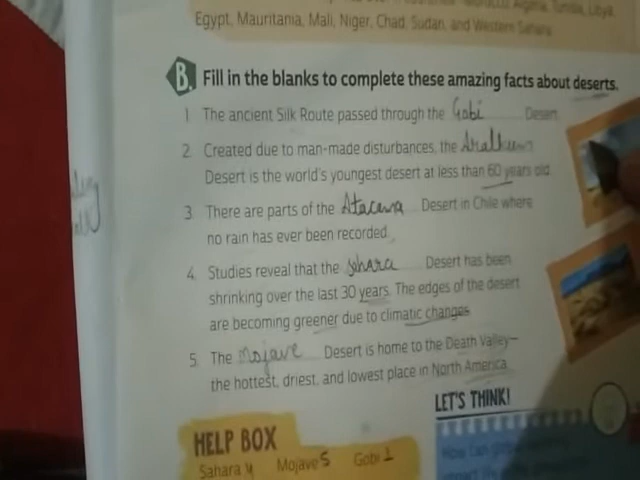 Egypt, Mauritania, Mali, Niger, Chad, Sudan, and Western Sahara.
B. Fill in the blanks to complete these amazing facts about deserts.
1 The ancient Silk Route passed through the Gobi Desert.
2. Created due to man-made disturbances, the Aralkum
Desert is the world's youngest desert at less than 60 years old.
3. There are parts of the Atacama Desert in Chile where
no rain has ever been recorded.
4. Studies reveal that the sahara Desert has been
shrinking over the last 30 years. The edges of the desert
are becoming greener due to climatic changes.
5. The Mojave Desert is home to the Death Valley—
the hottest, driest, and lowest place in North America.
LET'S THINK!
HELP BOX
Sahara 4 Mojave 5 Gobi 1